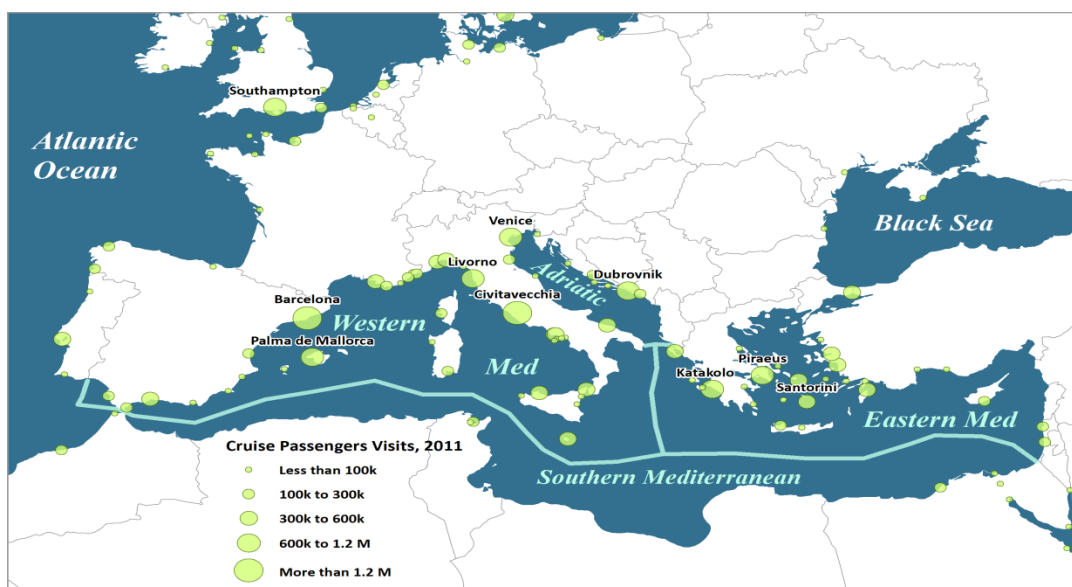 Southampton
Atlantic
Ocean
Black Sea
Venice
Livorno
Adriatic
Dubrovnik
Civitavecchia
Barcelona
Western
Palma de Mallorca
Med
Piraeus
Katakolo
Santorini
Eastern Med
Southern Mediterranean
Cruise Passengers Visits, 2011
Less than 100k
100k to 300k
300k to 600k
600k to 1.2 M
More than 1.2 M